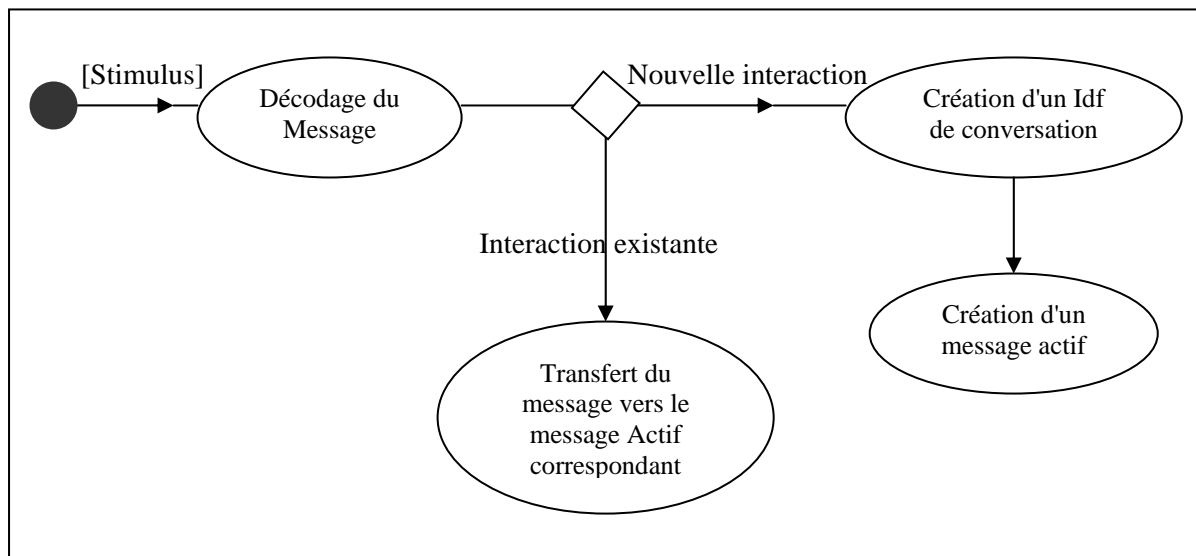 [Stimulus]
Décodage du
Message
Nouvelle interaction
Création d'un Idf
de conversation
Interaction existante
Création d'un
message actif
Transfert du
message vers le
message Actif
correspondant